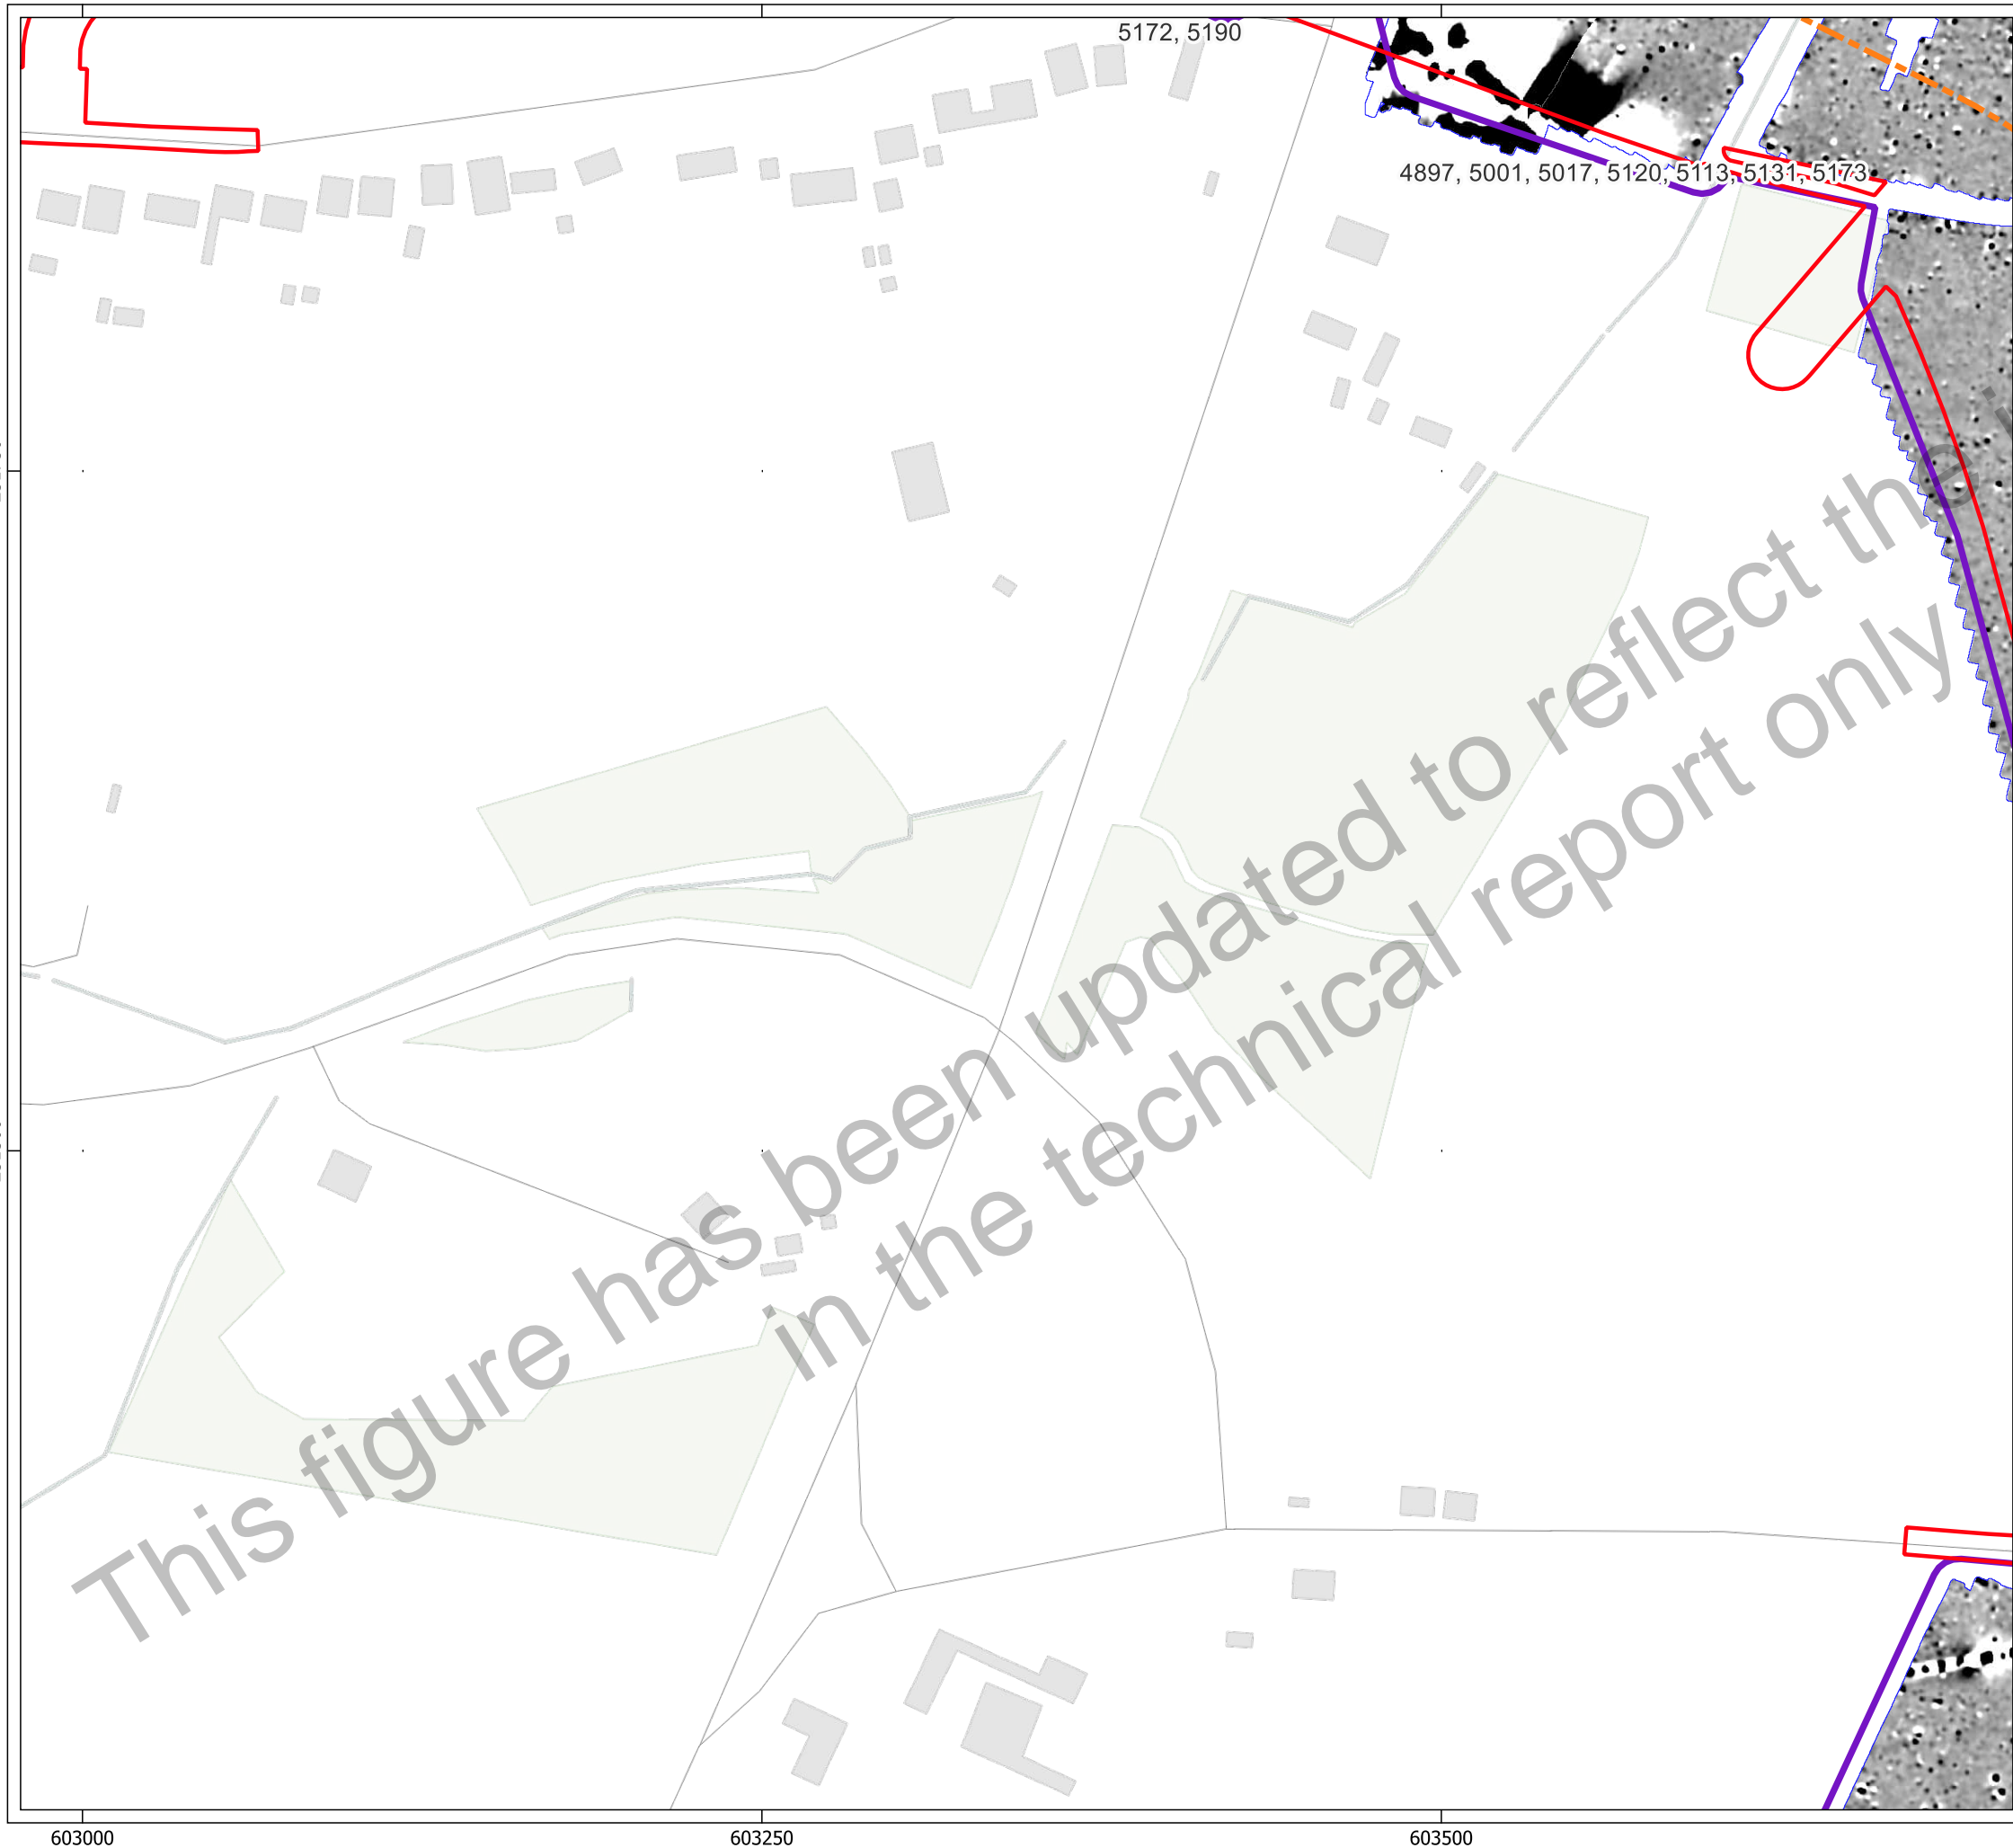 5172, 5190
4897, 5001, 5017, 5120, 5113, 5131, 5173
This figure has been updated to reflect the
in the technical report only
603000
603250
603500